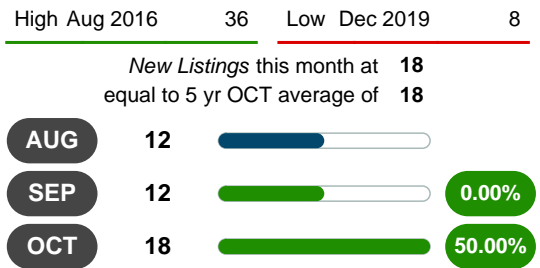 High Aug 2016 36 Low Dec 2019 8
New Listings this month at 18
equal to 5 yr OCT average of 18
AUG 12
SEP 12 0.00%
OCT 18 50.00%